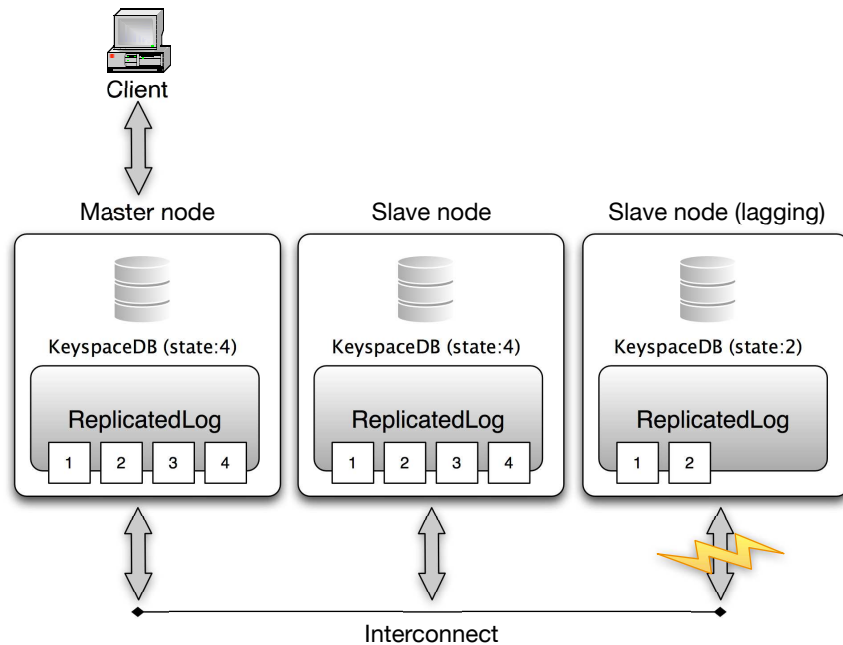 Client
Master node
Slave node
Slave node (lagging)
KeyspaceDB (state:4)
KeyspaceDB (state:4)
KeyspaceDB (state:2)
ReplicatedLog
ReplicatedLog
ReplicatedLog
1 2 3 4
1 2 3 4
1 2
Interconnect